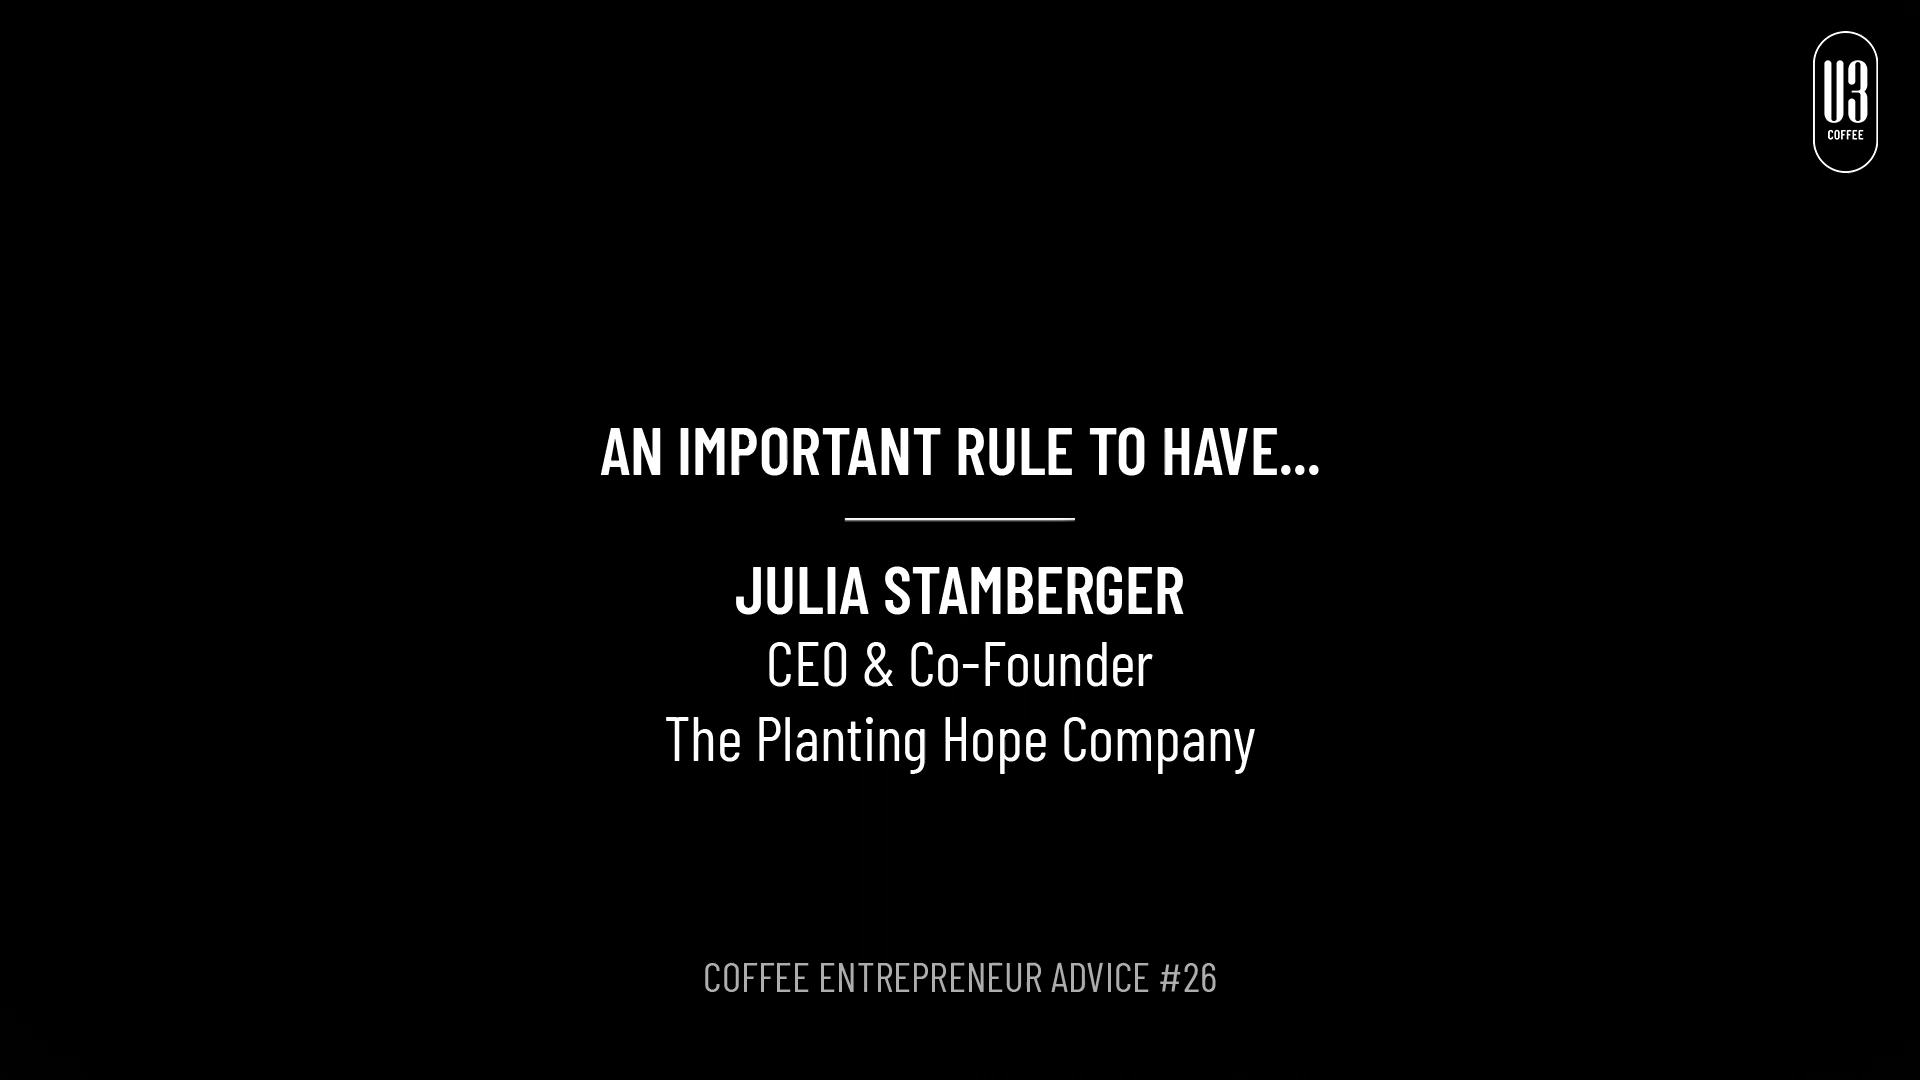 U3
COFFEE
AN IMPORTANT RULE TO HAVE...
JULIA STAMBERGER
CEO & Co-Founder
The Planting Hope Company
COFFEE ENTREPRENEUR ADVICE #26